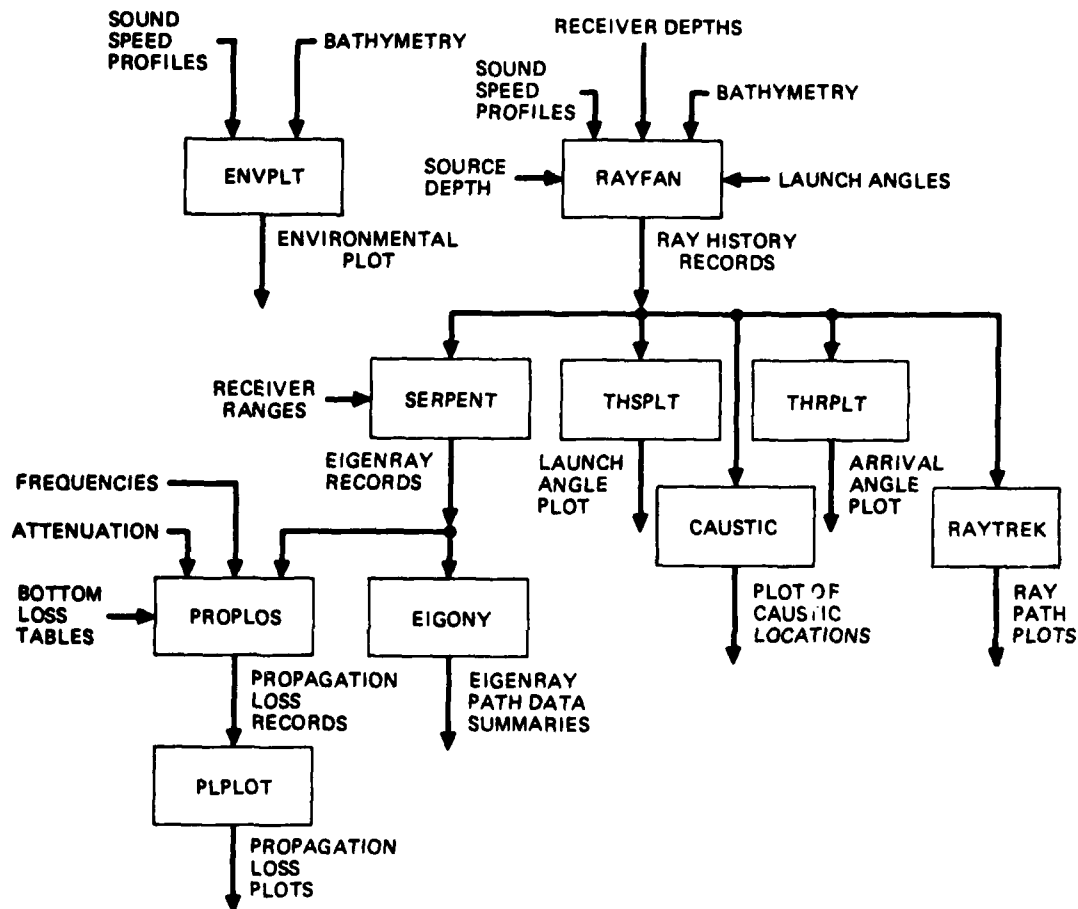 SOUND
SPEED
PROFILES
BATHYMETRY
RECEIVER DEPTHS
SOUND
SPEED
PROFILES
BATHYMETRY
ENVPLT
SOURCE
DEPTH
RAYFAN
LAUNCH ANGLES
ENVIRONMENTAL
PLOT
RAY HISTORY
RECORDS
RECEIVER
RANGES
SERPENT
THSPLT
THRPLT
EIGENRAY
RECORDS
LAUNCH
ANGLE
PLOT
ARRIVAL
ANGLE
PLOT
FREQUENCIES
ATTENUATION
CAUSTIC
RAYTREK
BOTTOM
LOSS
TABLES
PROPLOS
EIGONY
PLOT OF
CAUSTIC
LOCATIONS
RAY
PATH
PLOTS
PROPAGATION
LOSS
RECORDS
EIGENRAY
PATH DATA
SUMMARIES
PLPLOT
PROPAGATION
LOSS
PLOTS